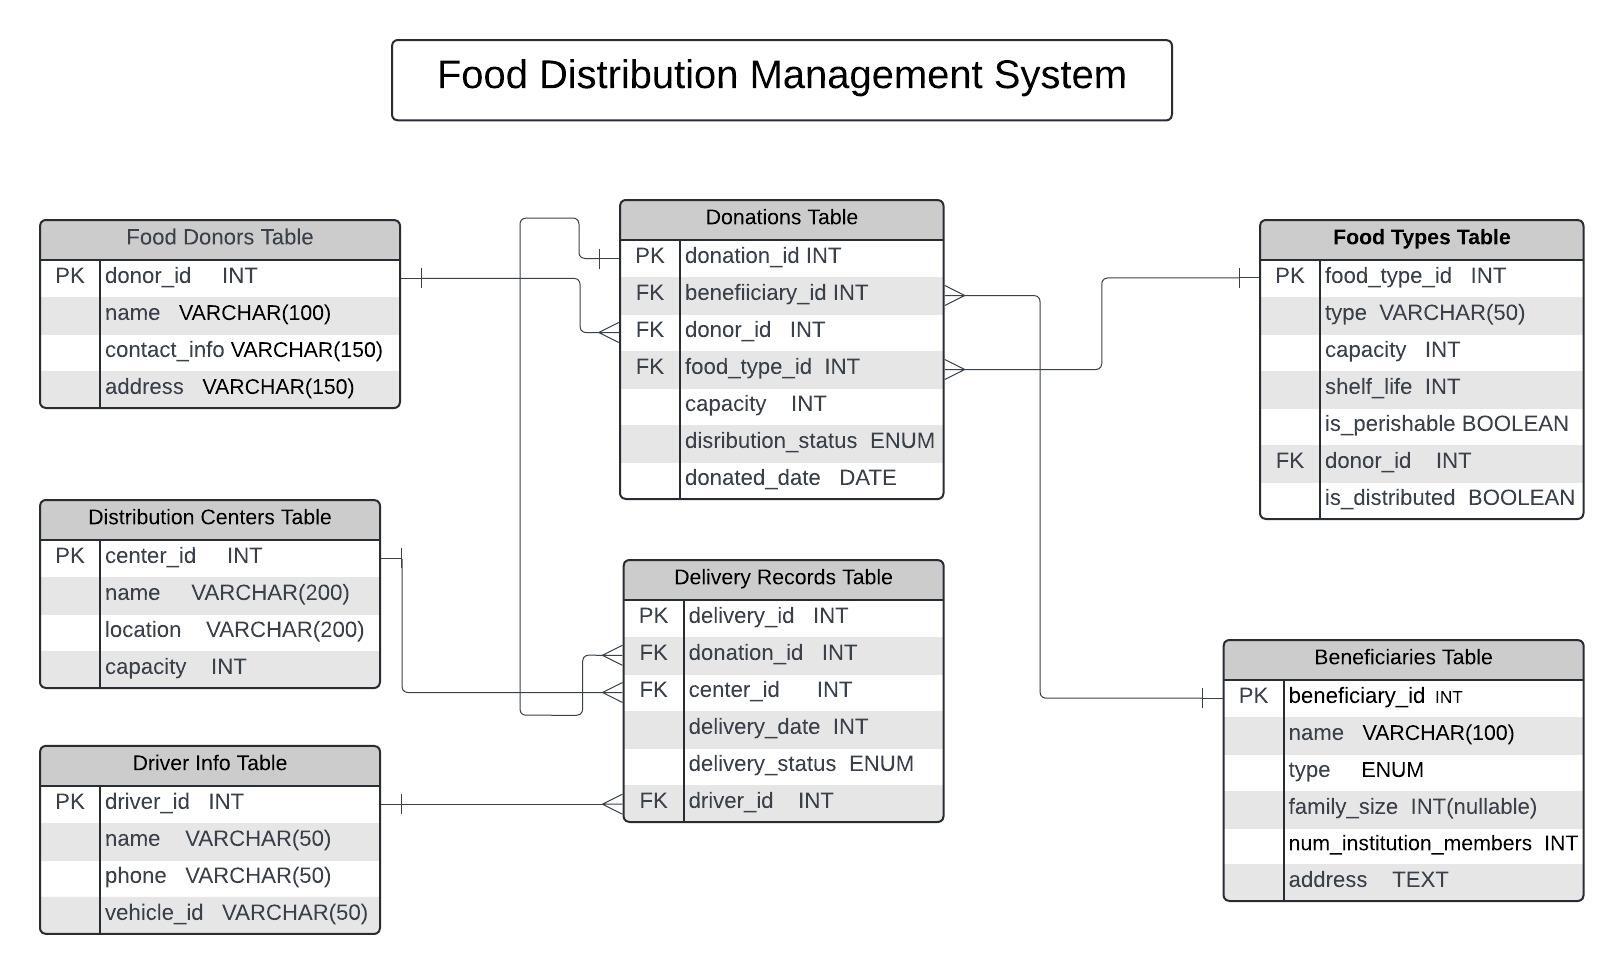 Food Distribution Management System
Food Donors Table
PK donor_id INT
name VARCHAR(100)
contact_info VARCHAR(150)
address VARCHAR(150)
Distribution Centers Table
PK center_id INT
name VARCHAR(200)
location VARCHAR(200)
capacity INT
Driver Info Table
PK driver_id INT
name VARCHAR(50)
phone VARCHAR(50)
vehicle_id VARCHAR(50)
Donations Table
PK donation_id INT
FK benefiiciary_id INT
FK donor_id INT
FK food_type_id INT
capacity INT
disribution_status ENUM
donated_date DATE
Delivery Records Table
PK delivery_id INT
FK donation_id INT
FK center_id INT
delivery_date INT
delivery_status ENUM
FK driver_id INT
Food Types Table
PK food_type_id INT
type VARCHAR(50)
capacity INT
shelf_life INT
is_perishable BOOLEAN
FK donor_id INT
is_distributed BOOLEAN
Beneficiaries Table
PK beneficiary_id INT
name VARCHAR(100)
type ENUM
family_size INT(nullable)
num_institution_members INT
address TEXT